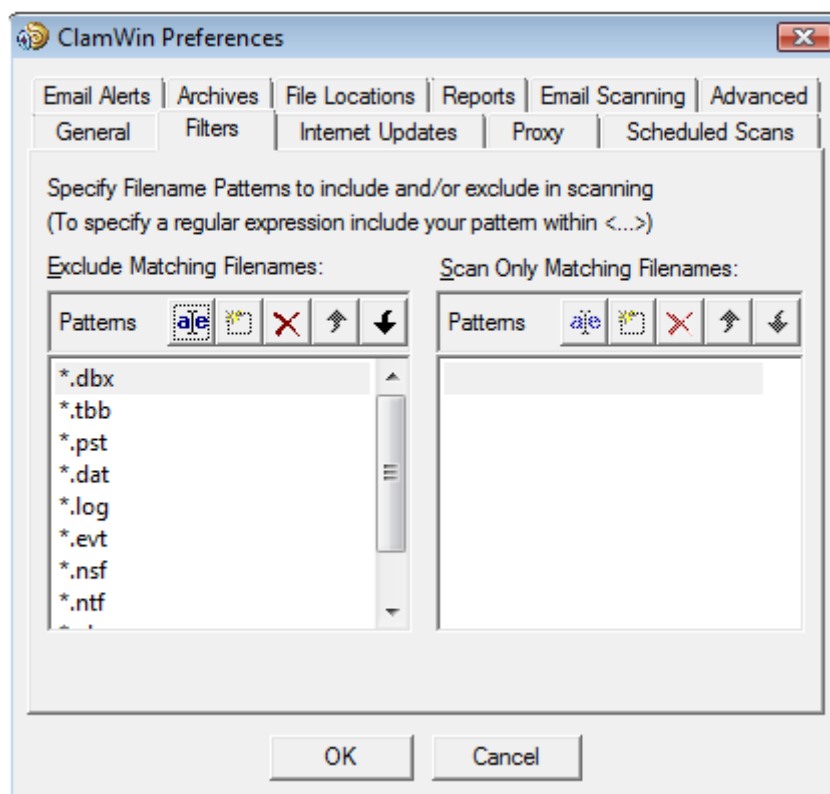 ClamWin Preferences
Email Alerts Archives File Locations Reports Email Scanning Advanced
General Filters Internet Updates Proxy Scheduled Scans
Specify Filename Patterns to include and/or exclude in scanning
(To specify a regular expression include your pattern within <...>)
Exclude Matching Filenames: Scan Only Matching Filenames:
Patterns Patterns
*.dbx
*.tbb
*.pst
*.dat
*.log
*.evt
*.nsf
*.ntf
OK Cancel